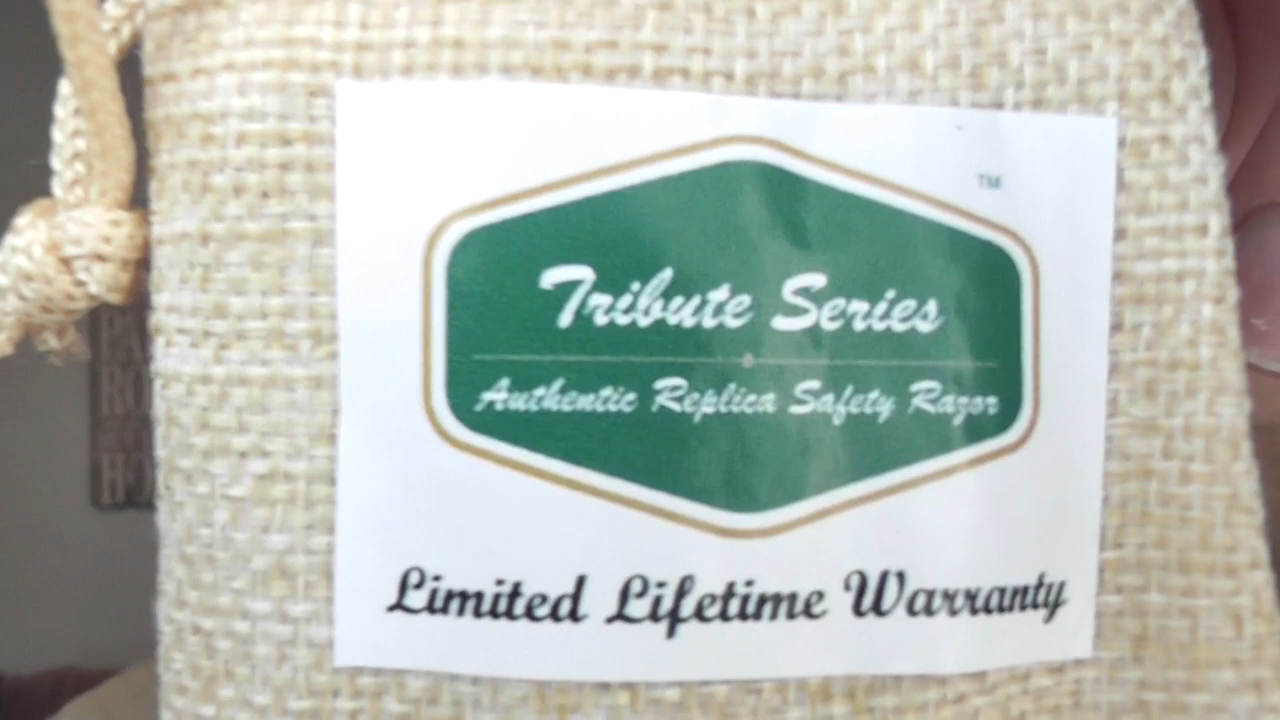 TM
Tribute Series
Authentic Replica Safety Razor
Limited Lifetime Warranty